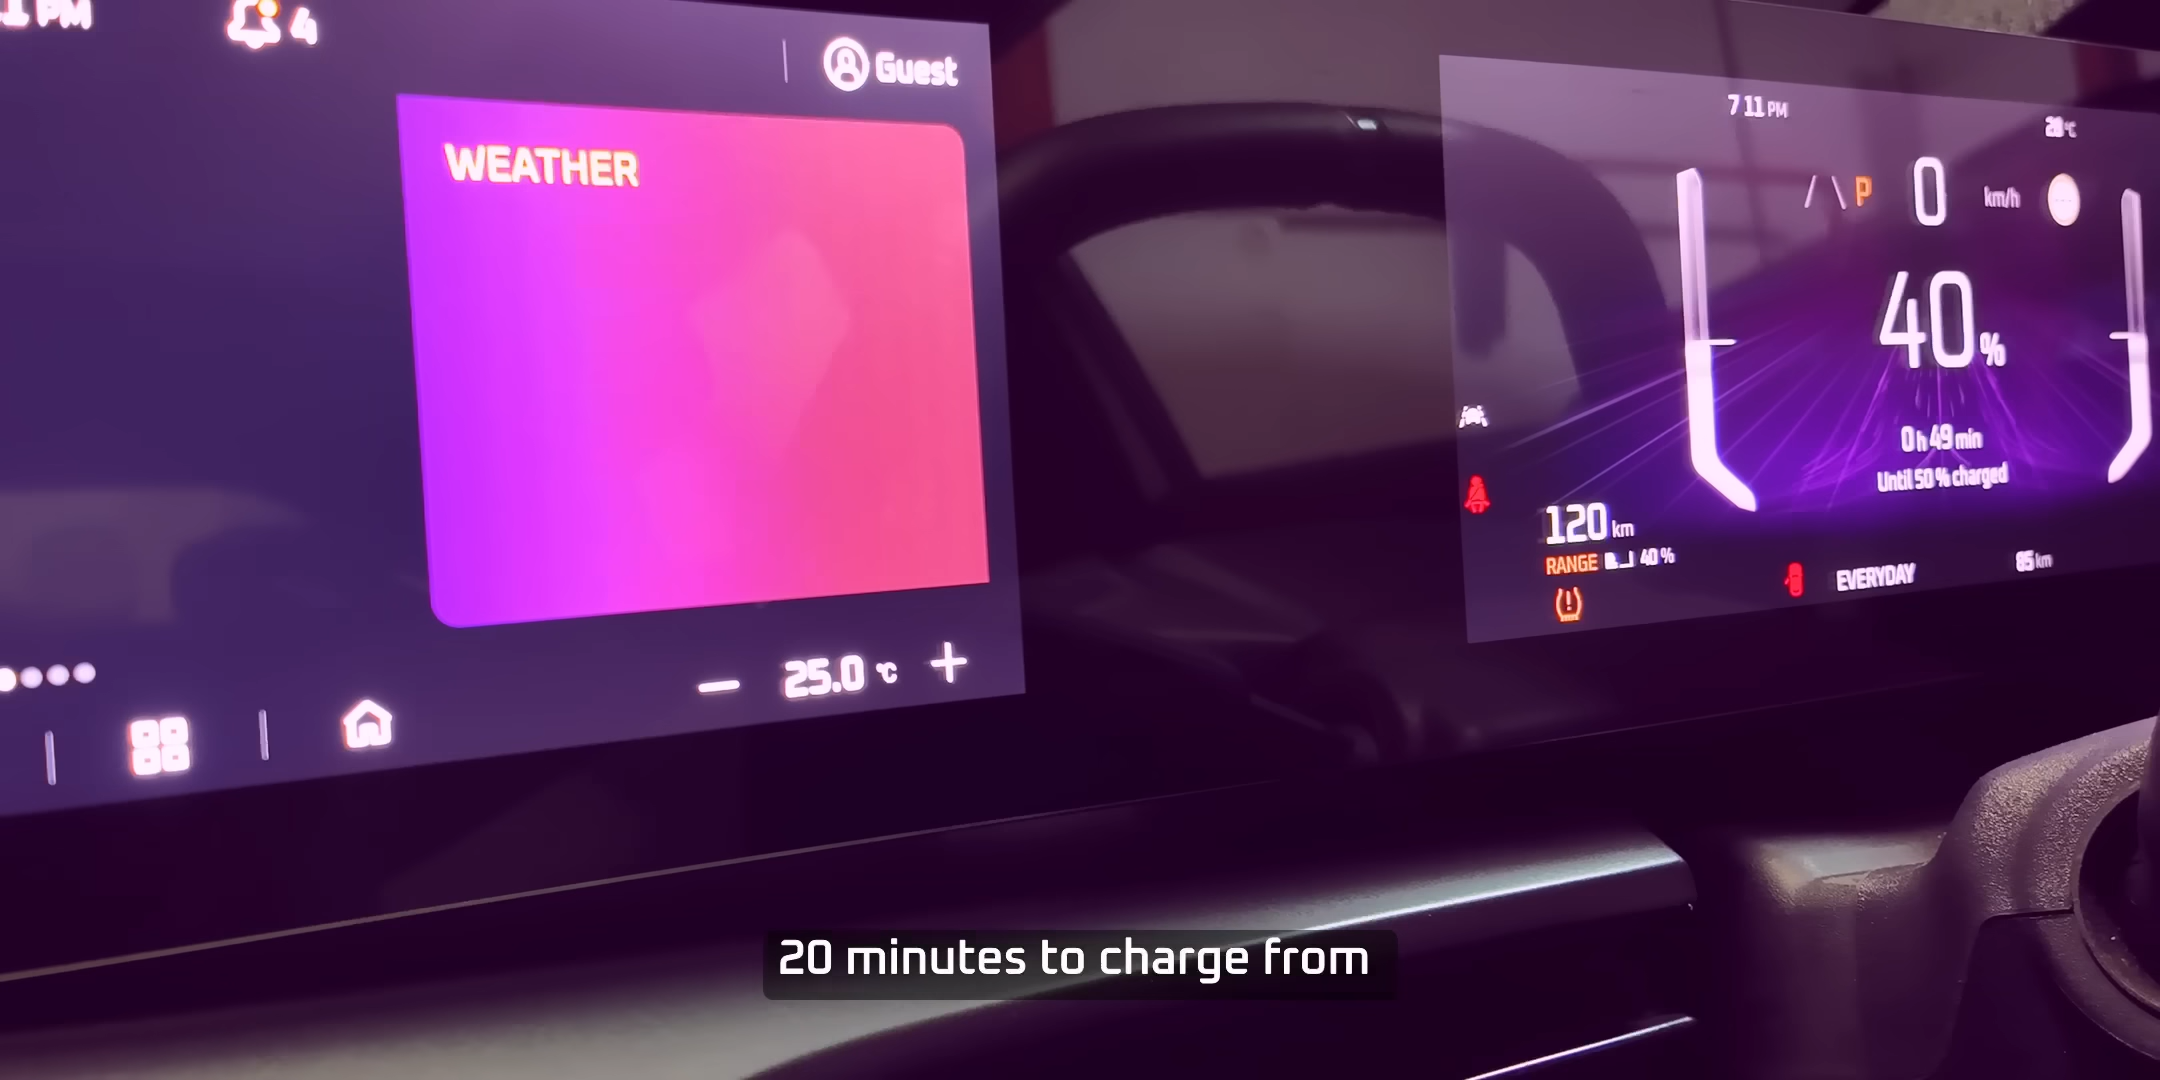 PM
4
Guest
WEATHER
25.0 °C
7 11 PM
P
0
km/h
40%
0 h 49 min
Until 50 % charged
120 km
RANGE 40 %
EVERYDAY
85 km
20 minutes to charge from